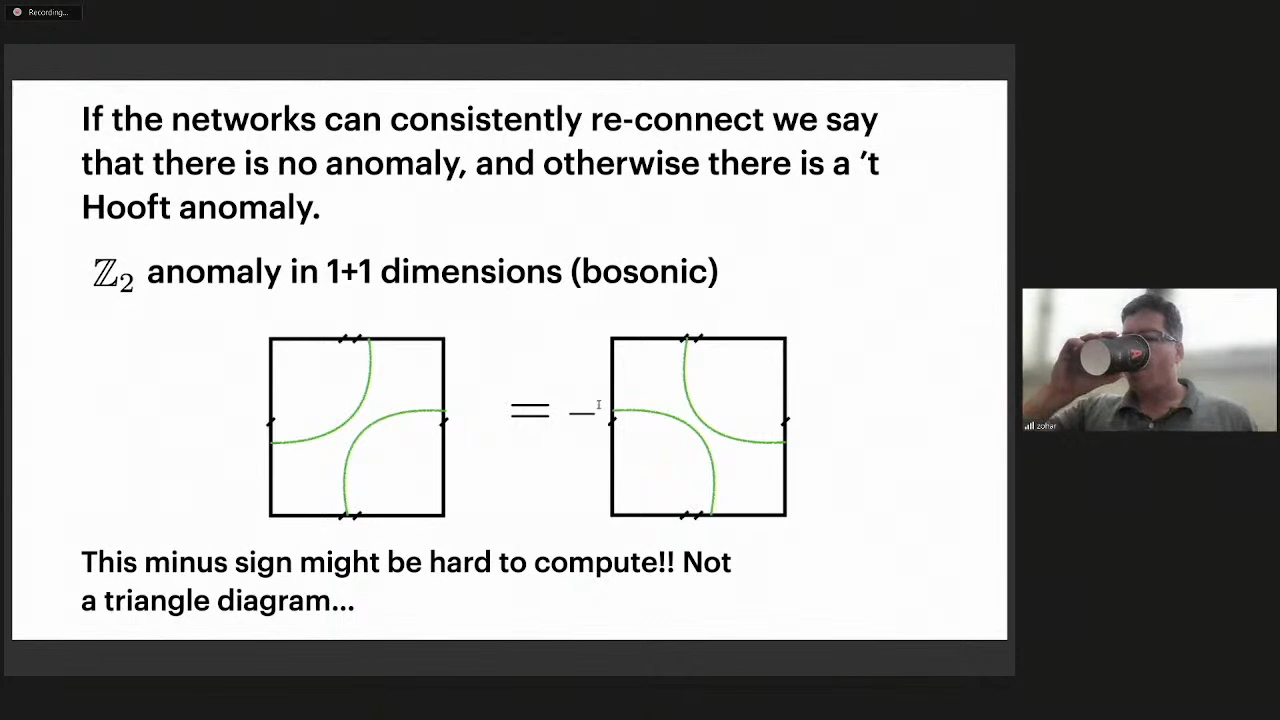 Recording...
If the networks can consistently re-connect we say
that there is no anomaly, and otherwise there is a ’t
Hooft anomaly.
ℤ₂ anomaly in 1+1 dimensions (bosonic)
= −
This minus sign might be hard to compute!! Not
a triangle diagram...
A
zohar